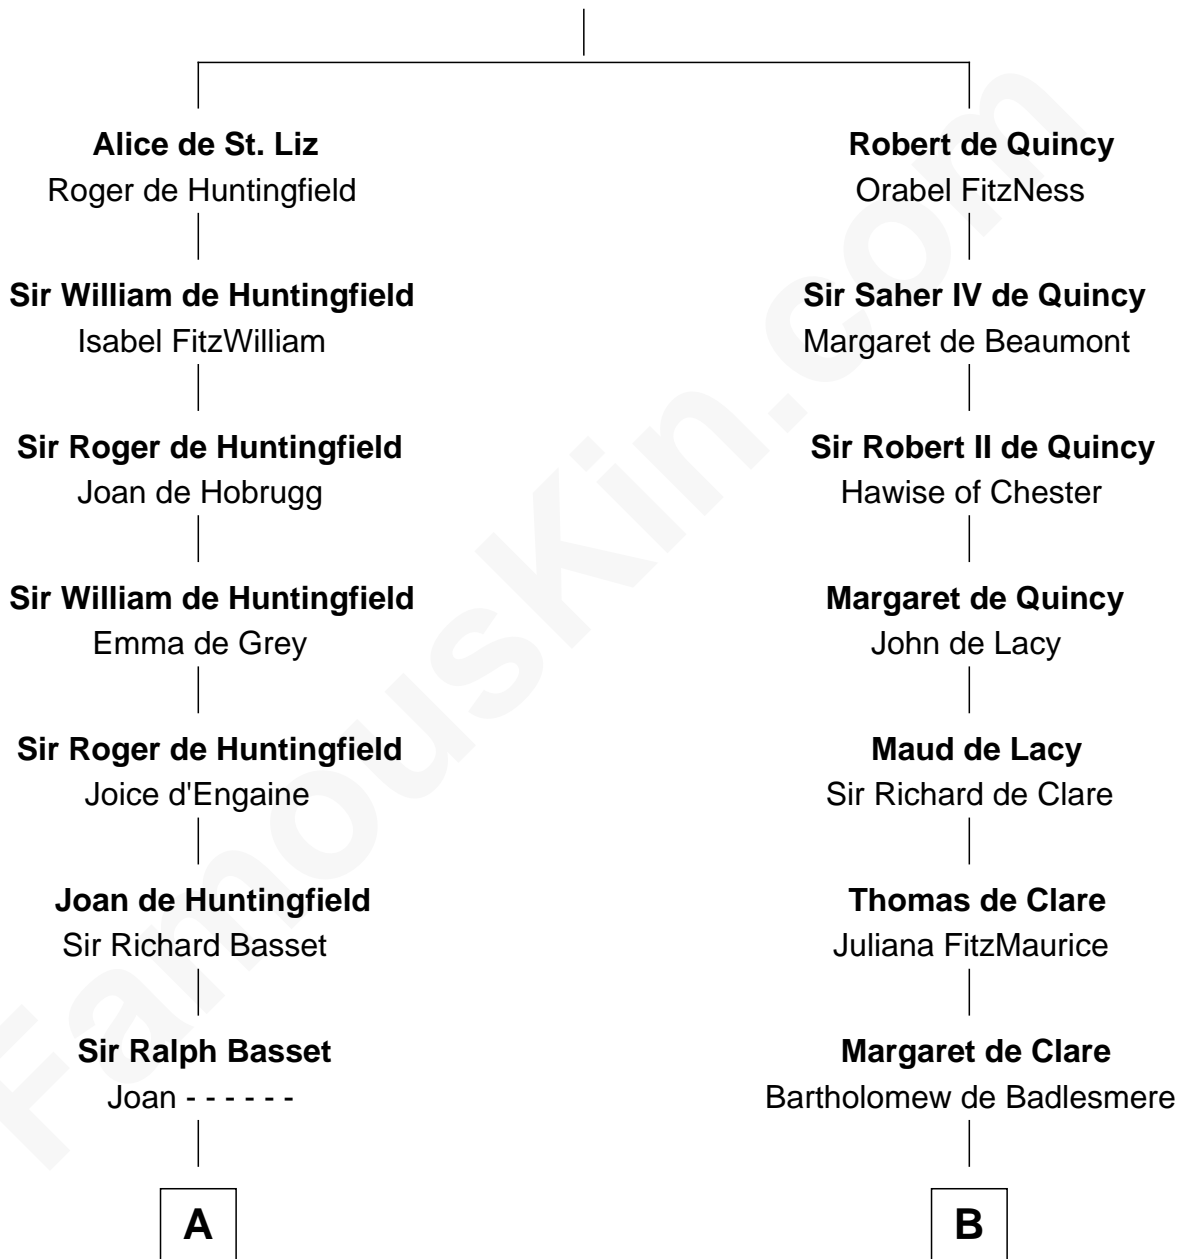 Alice de St. Liz
Roger de Huntingfield
Sir William de Huntingfield
Isabel FitzWilliam
Sir Roger de Huntingfield
Joan de Hobrugg
Sir William de Huntingfield
Emma de Grey
Sir Roger de Huntingfield
Joice d'Engaine
Joan de Huntingfield
Sir Richard Basset
Sir Ralph Basset
Joan - - - - - -
A
Robert de Quincy
Orabel FitzNess
Sir Saher IV de Quincy
Margaret de Beaumont
Sir Robert II de Quincy
Hawise of Chester
Margaret de Quincy
John de Lacy
Maud de Lacy
Sir Richard de Clare
Thomas de Clare
Juliana FitzMaurice
Margaret de Clare
Bartholomew de Badlesmere
B
FamousKin.com